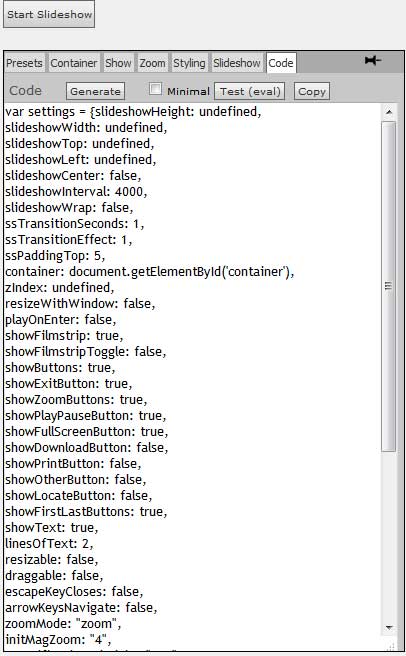 Start Slideshow
Presets Container Show Zoom Styling Slideshow Code
Code Generate Minimal Test (eval) Copy
var settings = {slideshowHeight: undefined,
slideshowWidth: undefined,
slideshowTop: undefined,
slideshowLeft: undefined,
slideshowCenter: false,
slideshowInterval: 4000,
slideshowWrap: false,
ssTransitionSeconds: 1,
ssTransitionEffect: 1,
ssPaddingTop: 5,
container: document.getElementById('container'),
zIndex: undefined,
resizeWithWindow: false,
playOnEnter: false,
showFilmstrip: true,
showFilmstripToggle: false,
showButtons: true,
showExitButton: true,
showZoomButtons: true,
showPlayPauseButton: true,
showFullScreenButton: true,
showDownloadButton: false,
showPrintButton: false,
showOtherButton: false,
showLocateButton: false,
showFirstLastButtons: true,
showText: true,
linesOfText: 2,
resizable: false,
draggable: false,
escapeKeyCloses: false,
arrowKeysNavigate: false,
zoomMode: "zoom",
initMagZoom: "4",